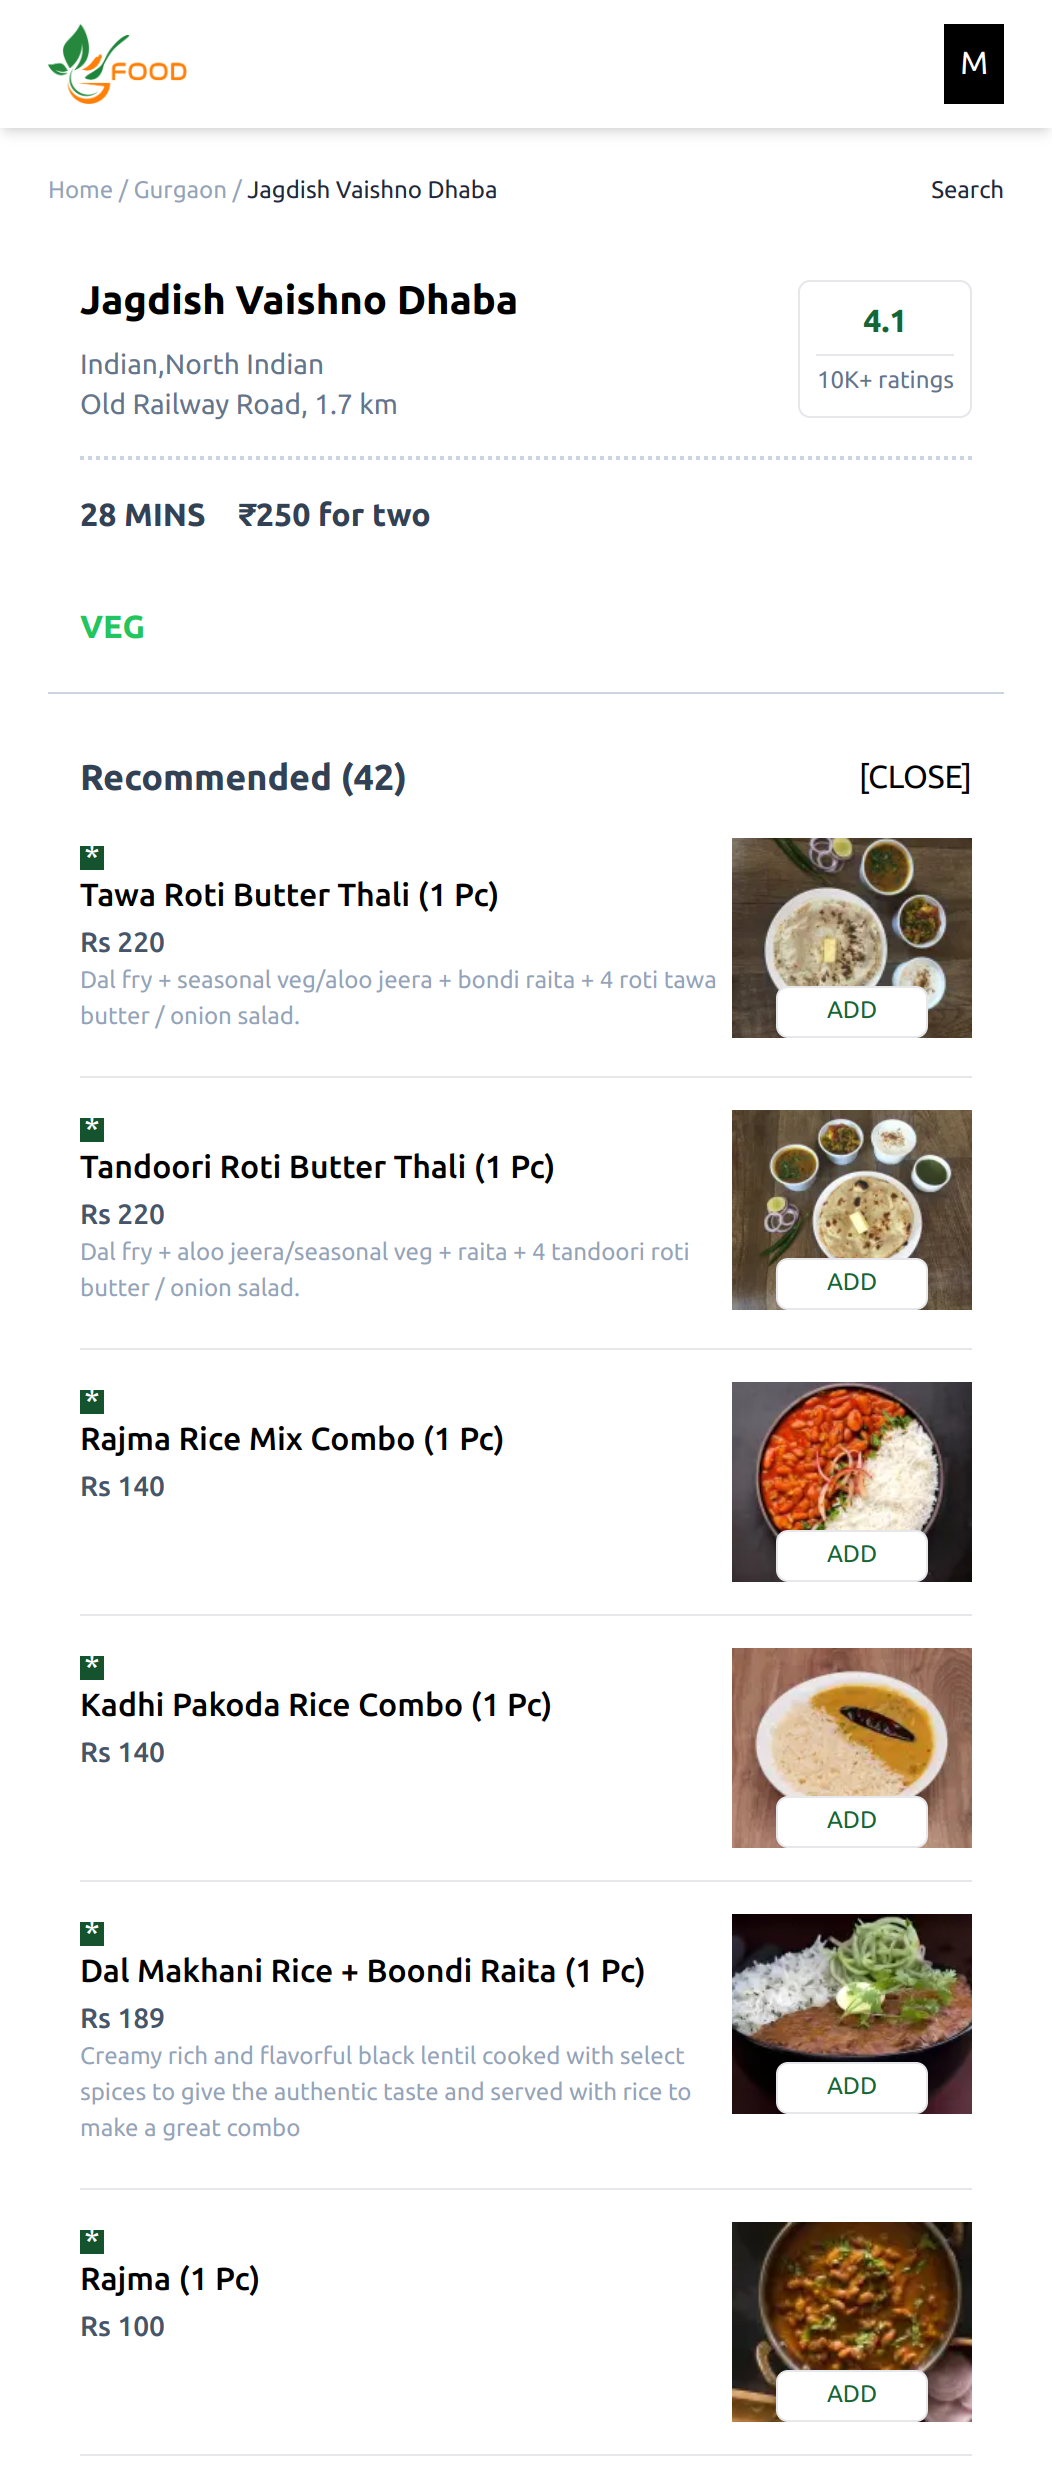 FOOD
M
Home / Gurgaon / Jagdish Vaishno Dhaba
Search
Jagdish Vaishno Dhaba
Indian,North Indian
Old Railway Road, 1.7 km
4.1
10K+ ratings
28 MINS ₹250 for two
VEG
Recommended (42)
[CLOSE]
*
Tawa Roti Butter Thali (1 Pc)
Rs 220
Dal fry + seasonal veg/aloo jeera + bondi raita + 4 roti tawa
butter / onion salad.
ADD
*
Tandoori Roti Butter Thali (1 Pc)
Rs 220
Dal fry + aloo jeera/seasonal veg + raita + 4 tandoori roti
butter / onion salad.
ADD
*
Rajma Rice Mix Combo (1 Pc)
Rs 140
ADD
*
Kadhi Pakoda Rice Combo (1 Pc)
Rs 140
ADD
*
Dal Makhani Rice + Boondi Raita (1 Pc)
Rs 189
Creamy rich and flavorful black lentil cooked with select
spices to give the authentic taste and served with rice to
make a great combo
ADD
*
Rajma (1 Pc)
Rs 100
ADD